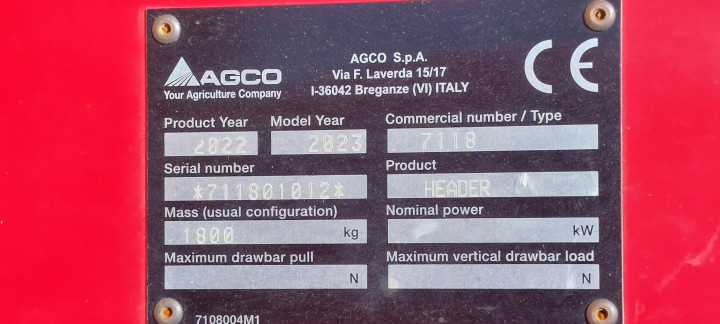 AGCO
Your Agriculture Company
AGCO S.p.A.
Via F. Laverda 15/17
I-36042 Breganze (VI) ITALY
CE
Product Year
Model Year
Commercial number / Type
2022
2023
7118
Serial number
Product
*711801012*
HEADER
Mass (usual configuration)
Nominal power
1800 kg
kW
Maximum drawbar pull
Maximum vertical drawbar load
N
N
7108004M1